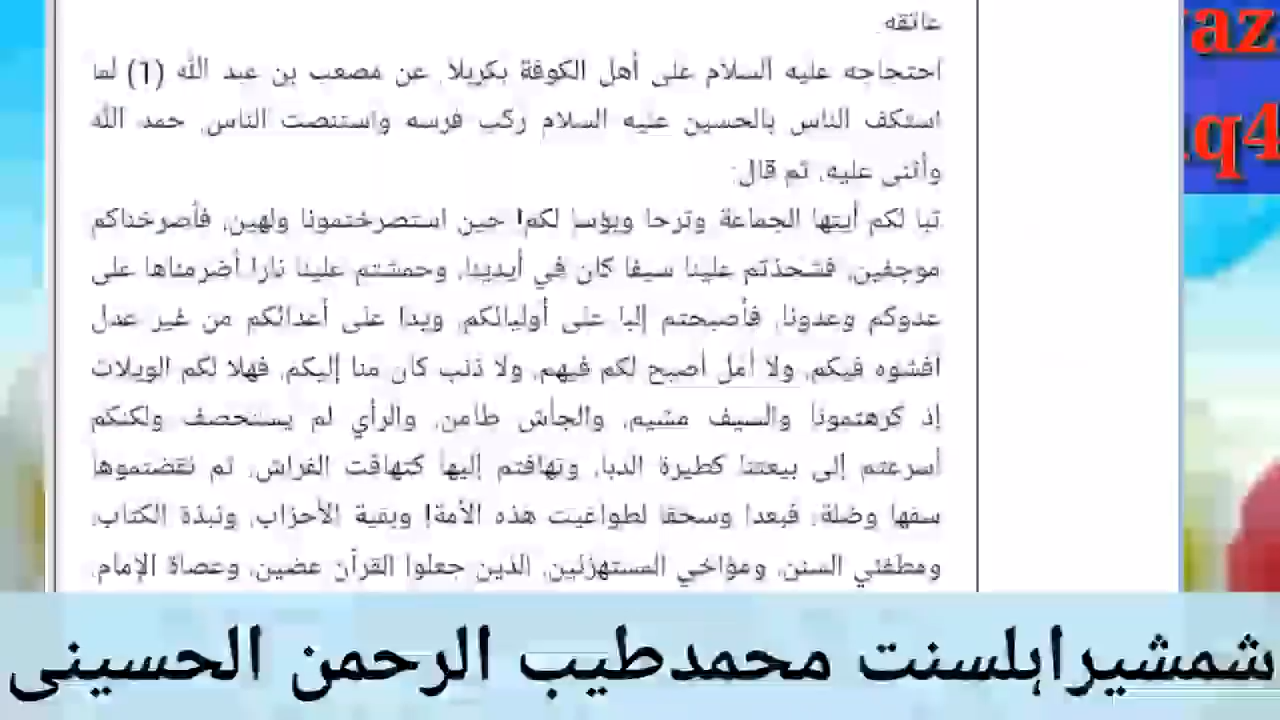 عاتقه.
احتجاجه عليه السلام على أهل الكوفة بكربلا، عن مصعب بن عبد الله (1) لما
استكف الناس بالحسين عليه السلام ركب فرسه واستنصت الناس، حمد الله
وأثنى عليه، ثم قال:
تبا لكم أيتها الجماعة وترحا وبؤسا لكم! حين استصرختمونا ولهين، فأصرخناكم
موجفين، فشحذتم علينا سيفا كان في أيدينا، وحمشتم علينا نارا أضرمناها على
عدوكم وعدونا، فأصبحتم إلبا على أوليائكم، ويدا على أعدائكم من غير عدل
أفشوه فيكم، ولا أمل أصبح لكم فيهم، ولا ذنب كان منا إليكم، فهلا لكم الويلات
إذ كرهتمونا والسيف مشيم، والجأش طامن، والرأي لم يستحصف ولكنكم
أسرعتم إلى بيعتنا كطيرة الدبا، وتهافتم إليها كتهافت الفراش، ثم نقضتموها
سفها وضلة، فبعدا وسحقا لطواغيت هذه الأمة! وبقية الأحزاب، ونبذة الكتاب،
ومطفئي السنن، ومؤاخي المستهزئين، الذين جعلوا القرآن عضين، وعصاة الإمام،
az
q4
شمشیراہلسنت محمدطیب الرحمن الحسینی